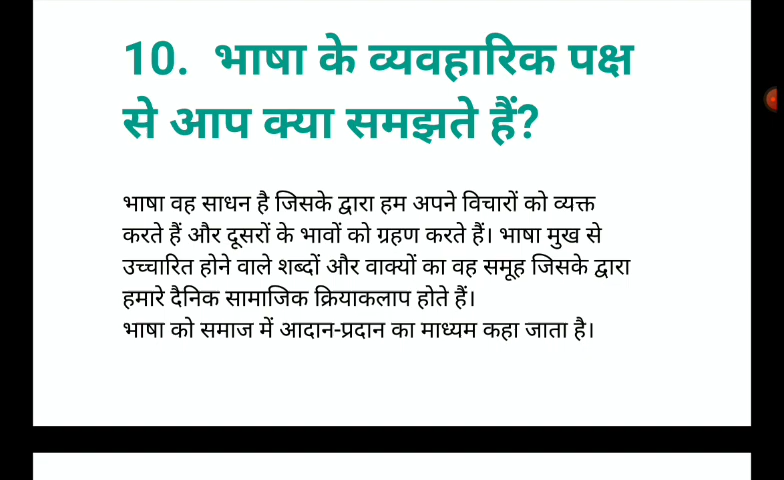 10. भाषा के व्यवहारिक पक्ष
से आप क्या समझते हैं?
भाषा वह साधन है जिसके द्वारा हम अपने विचारों को व्यक्त
करते हैं और दूसरों के भावों को ग्रहण करते हैं। भाषा मुख से
उच्चारित होने वाले शब्दों और वाक्यों का वह समूह जिसके द्वारा
हमारे दैनिक सामाजिक क्रियाकलाप होते हैं।
भाषा को समाज में आदान-प्रदान का माध्यम कहा जाता है।